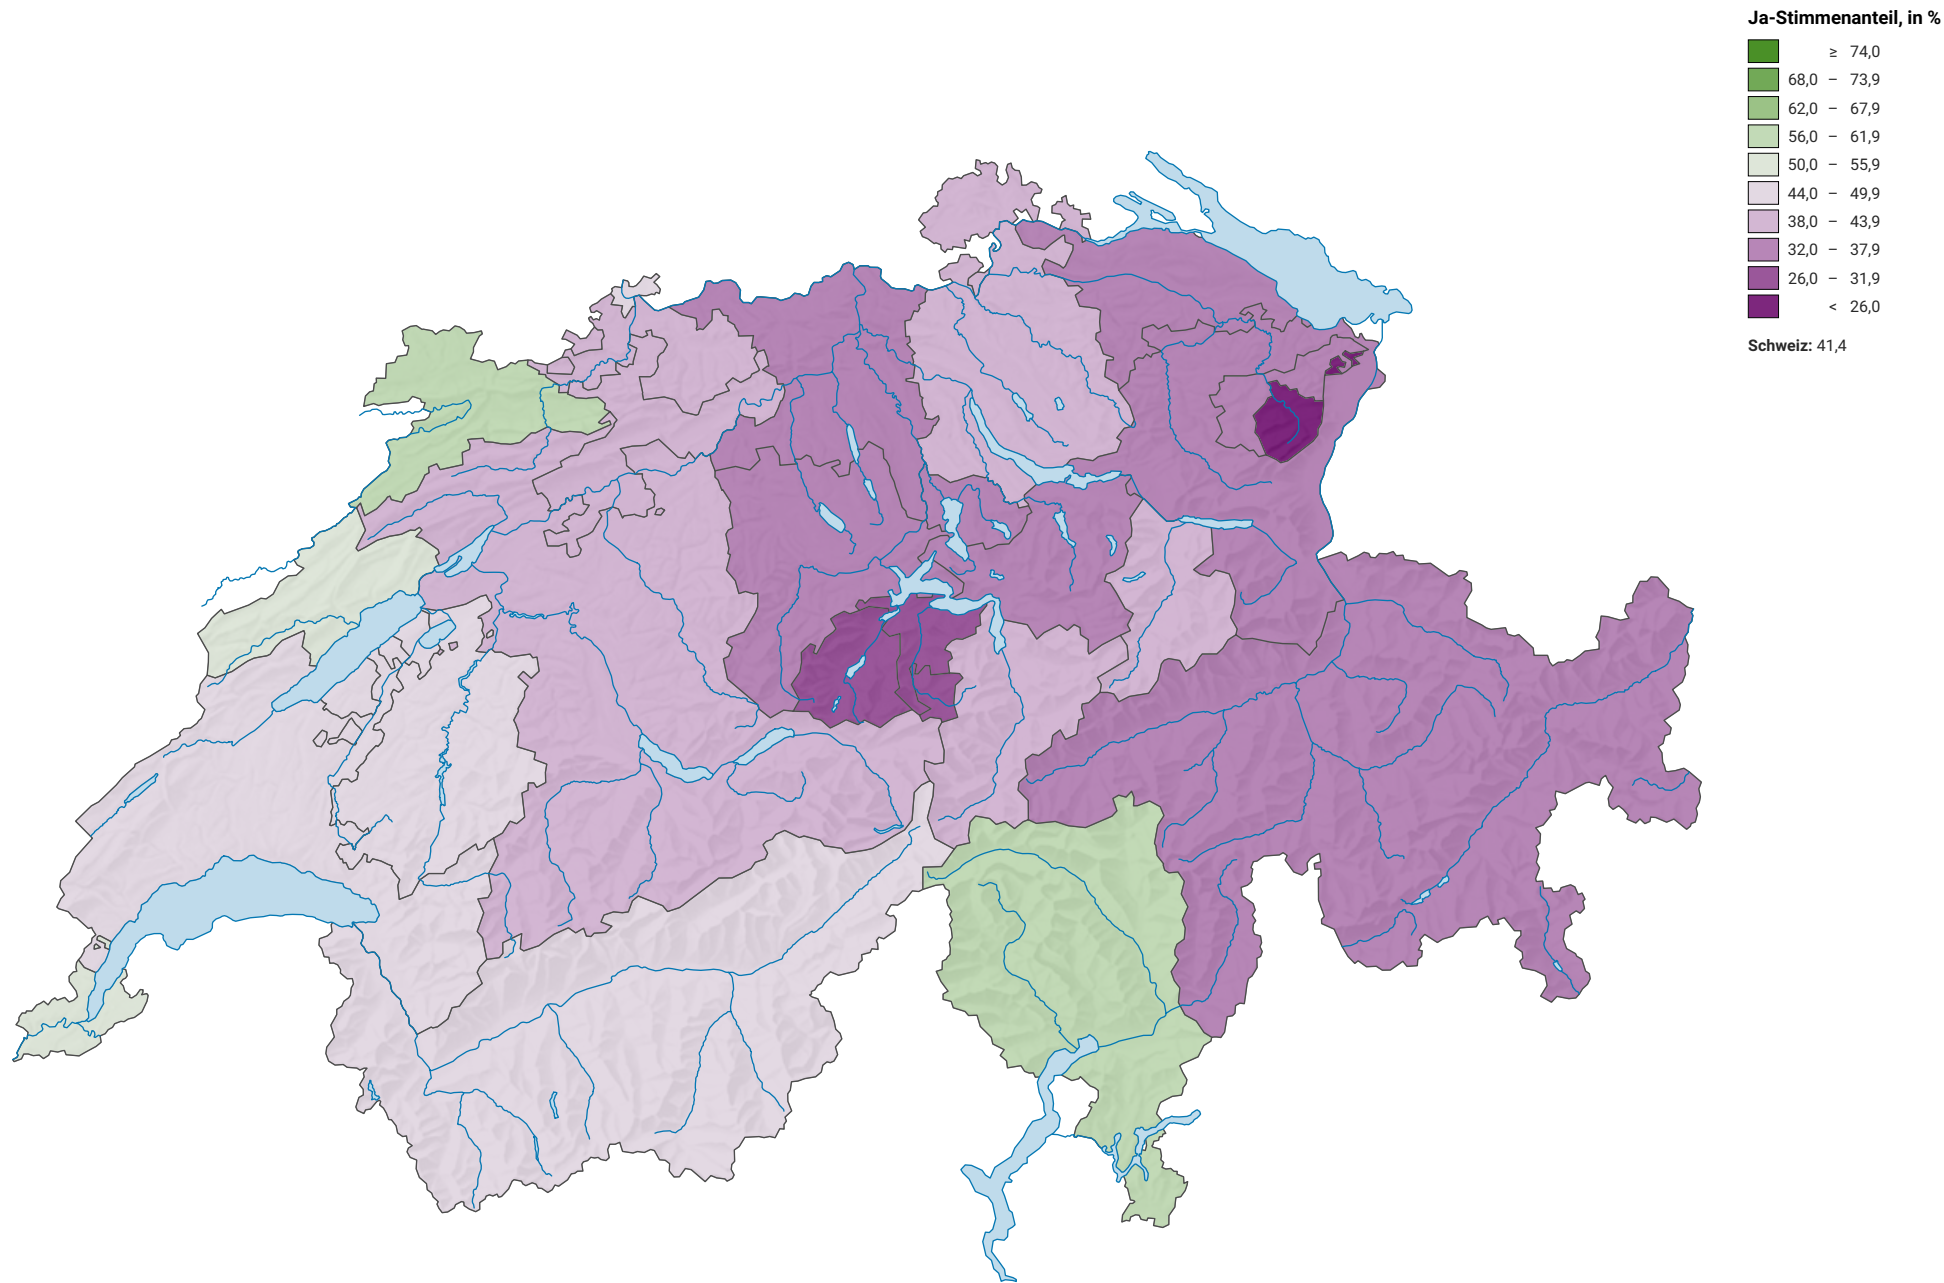 Ja-Stimmenanteil, in %
≥ 74,0
68,0 – 73,9
62,0 – 67,9
56,0 – 61,9
50,0 – 55,9
44,0 – 49,9
38,0 – 43,9
32,0 – 37,9
26,0 – 31,9
< 26,0
Schweiz: 41,4